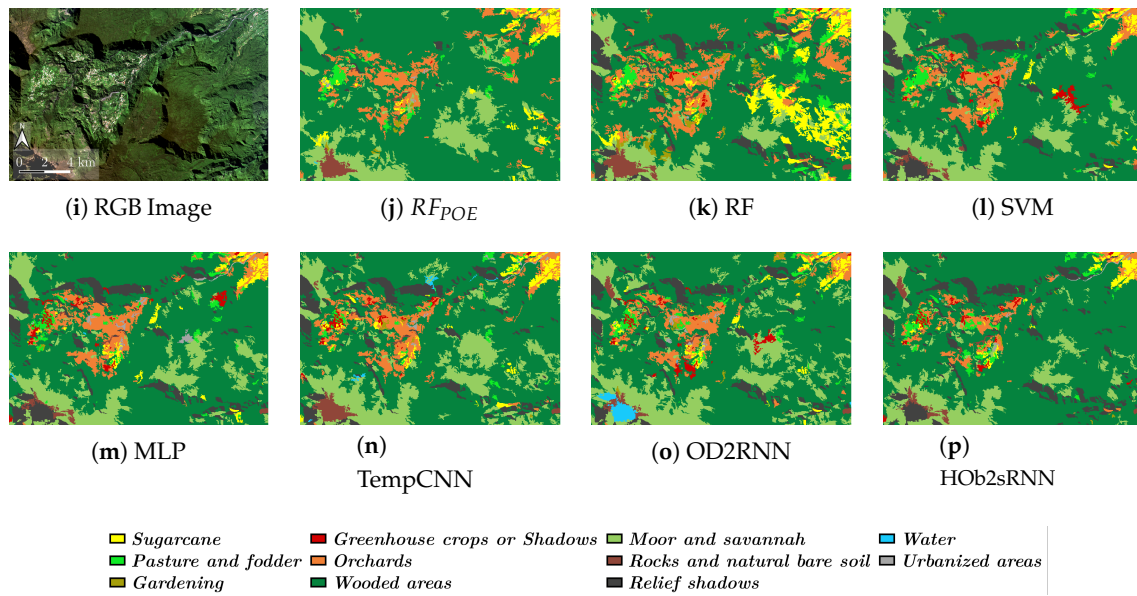 0 2 4 km
(i) RGB Image
(j) RF_POE
(k) RF
(l) SVM
(m) MLP
(n)
TempCNN
(o) OD2RNN
(p)
HOb2sRNN
Sugarcane
Greenhouse crops or Shadows
Moor and savannah
Water
Pasture and fodder
Orchards
Rocks and natural bare soil
Urbanized areas
Gardening
Wooded areas
Relief shadows